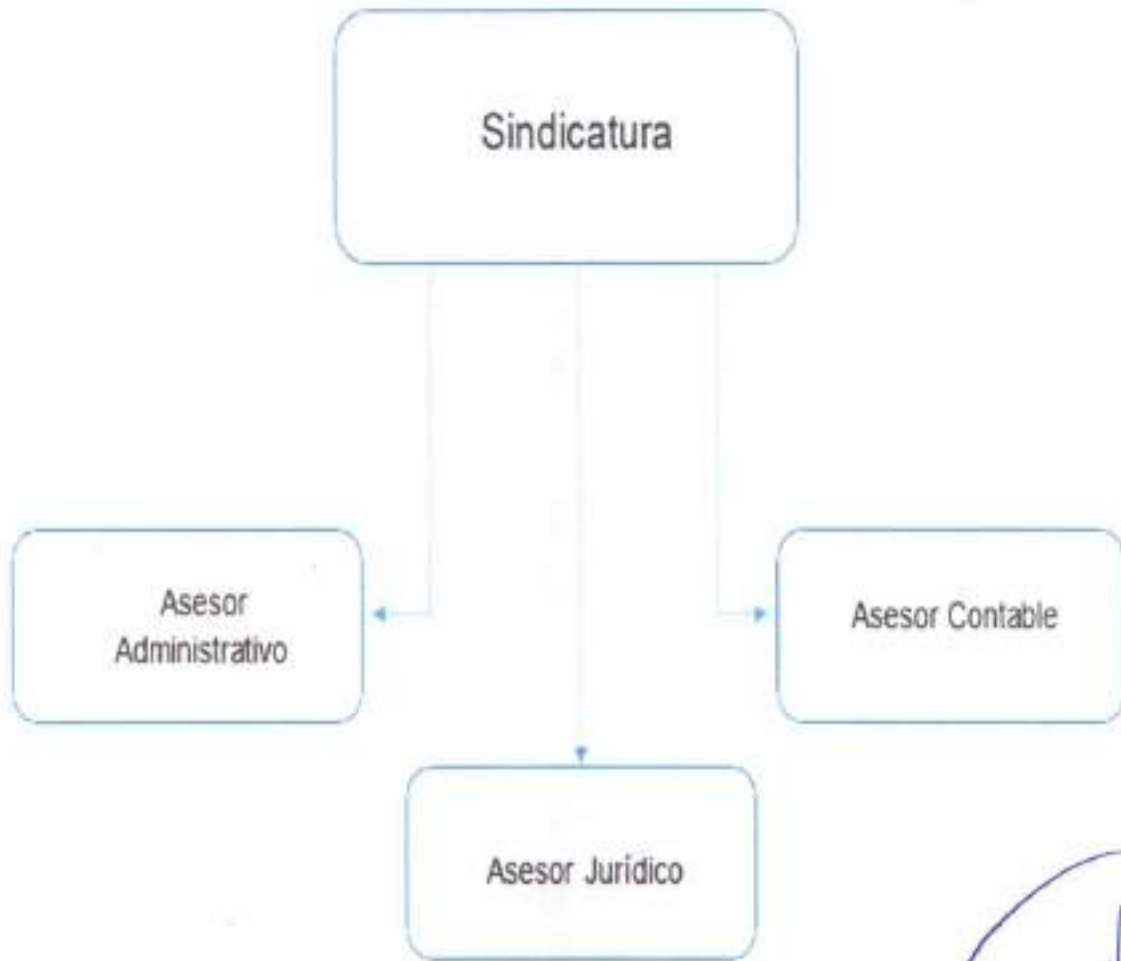 Sindicatura
Asesor
Administrativo
Asesor Contable
Asesor Jurídico